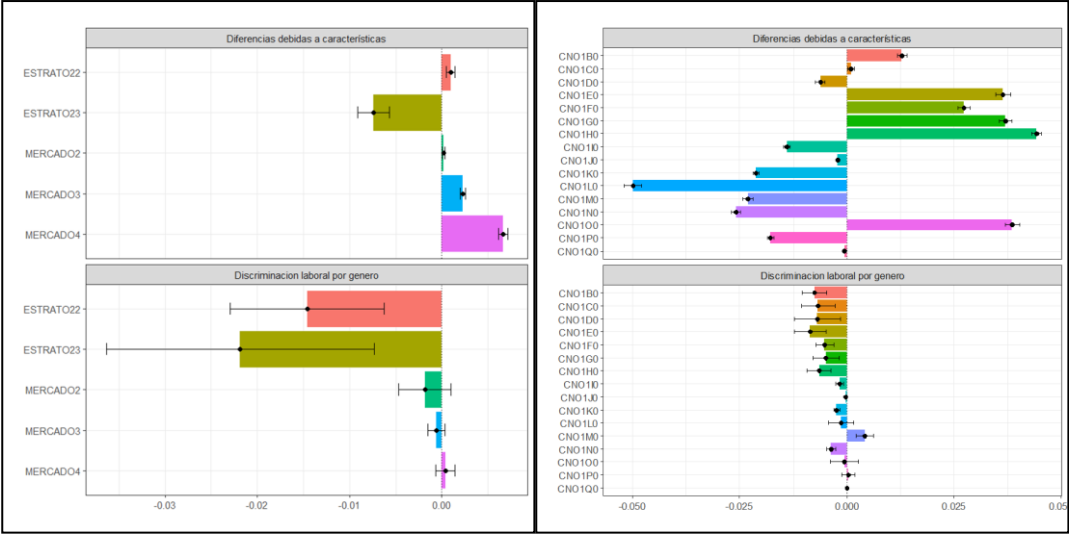 Diferencias debidas a características
ESTRATO22
ESTRATO23
MERCADO2
MERCADO3
MERCADO4
Discriminacion laboral por genero
ESTRATO22
ESTRATO23
MERCADO2
MERCADO3
MERCADO4
-0.03 -0.02 -0.01 0.00
Diferencias debidas a características
CNO1B0
CNO1C0
CNO1D0
CNO1E0
CNO1F0
CNO1G0
CNO1H0
CNO1I0
CNO1J0
CNO1K0
CNO1L0
CNO1M0
CNO1N0
CNO1O0
CNO1P0
CNO1Q0
Discriminacion laboral por genero
CNO1B0
CNO1C0
CNO1D0
CNO1E0
CNO1F0
CNO1G0
CNO1H0
CNO1I0
CNO1J0
CNO1K0
CNO1L0
CNO1M0
CNO1N0
CNO1O0
CNO1P0
CNO1Q0
-0.050 -0.025 0.000 0.025 0.05